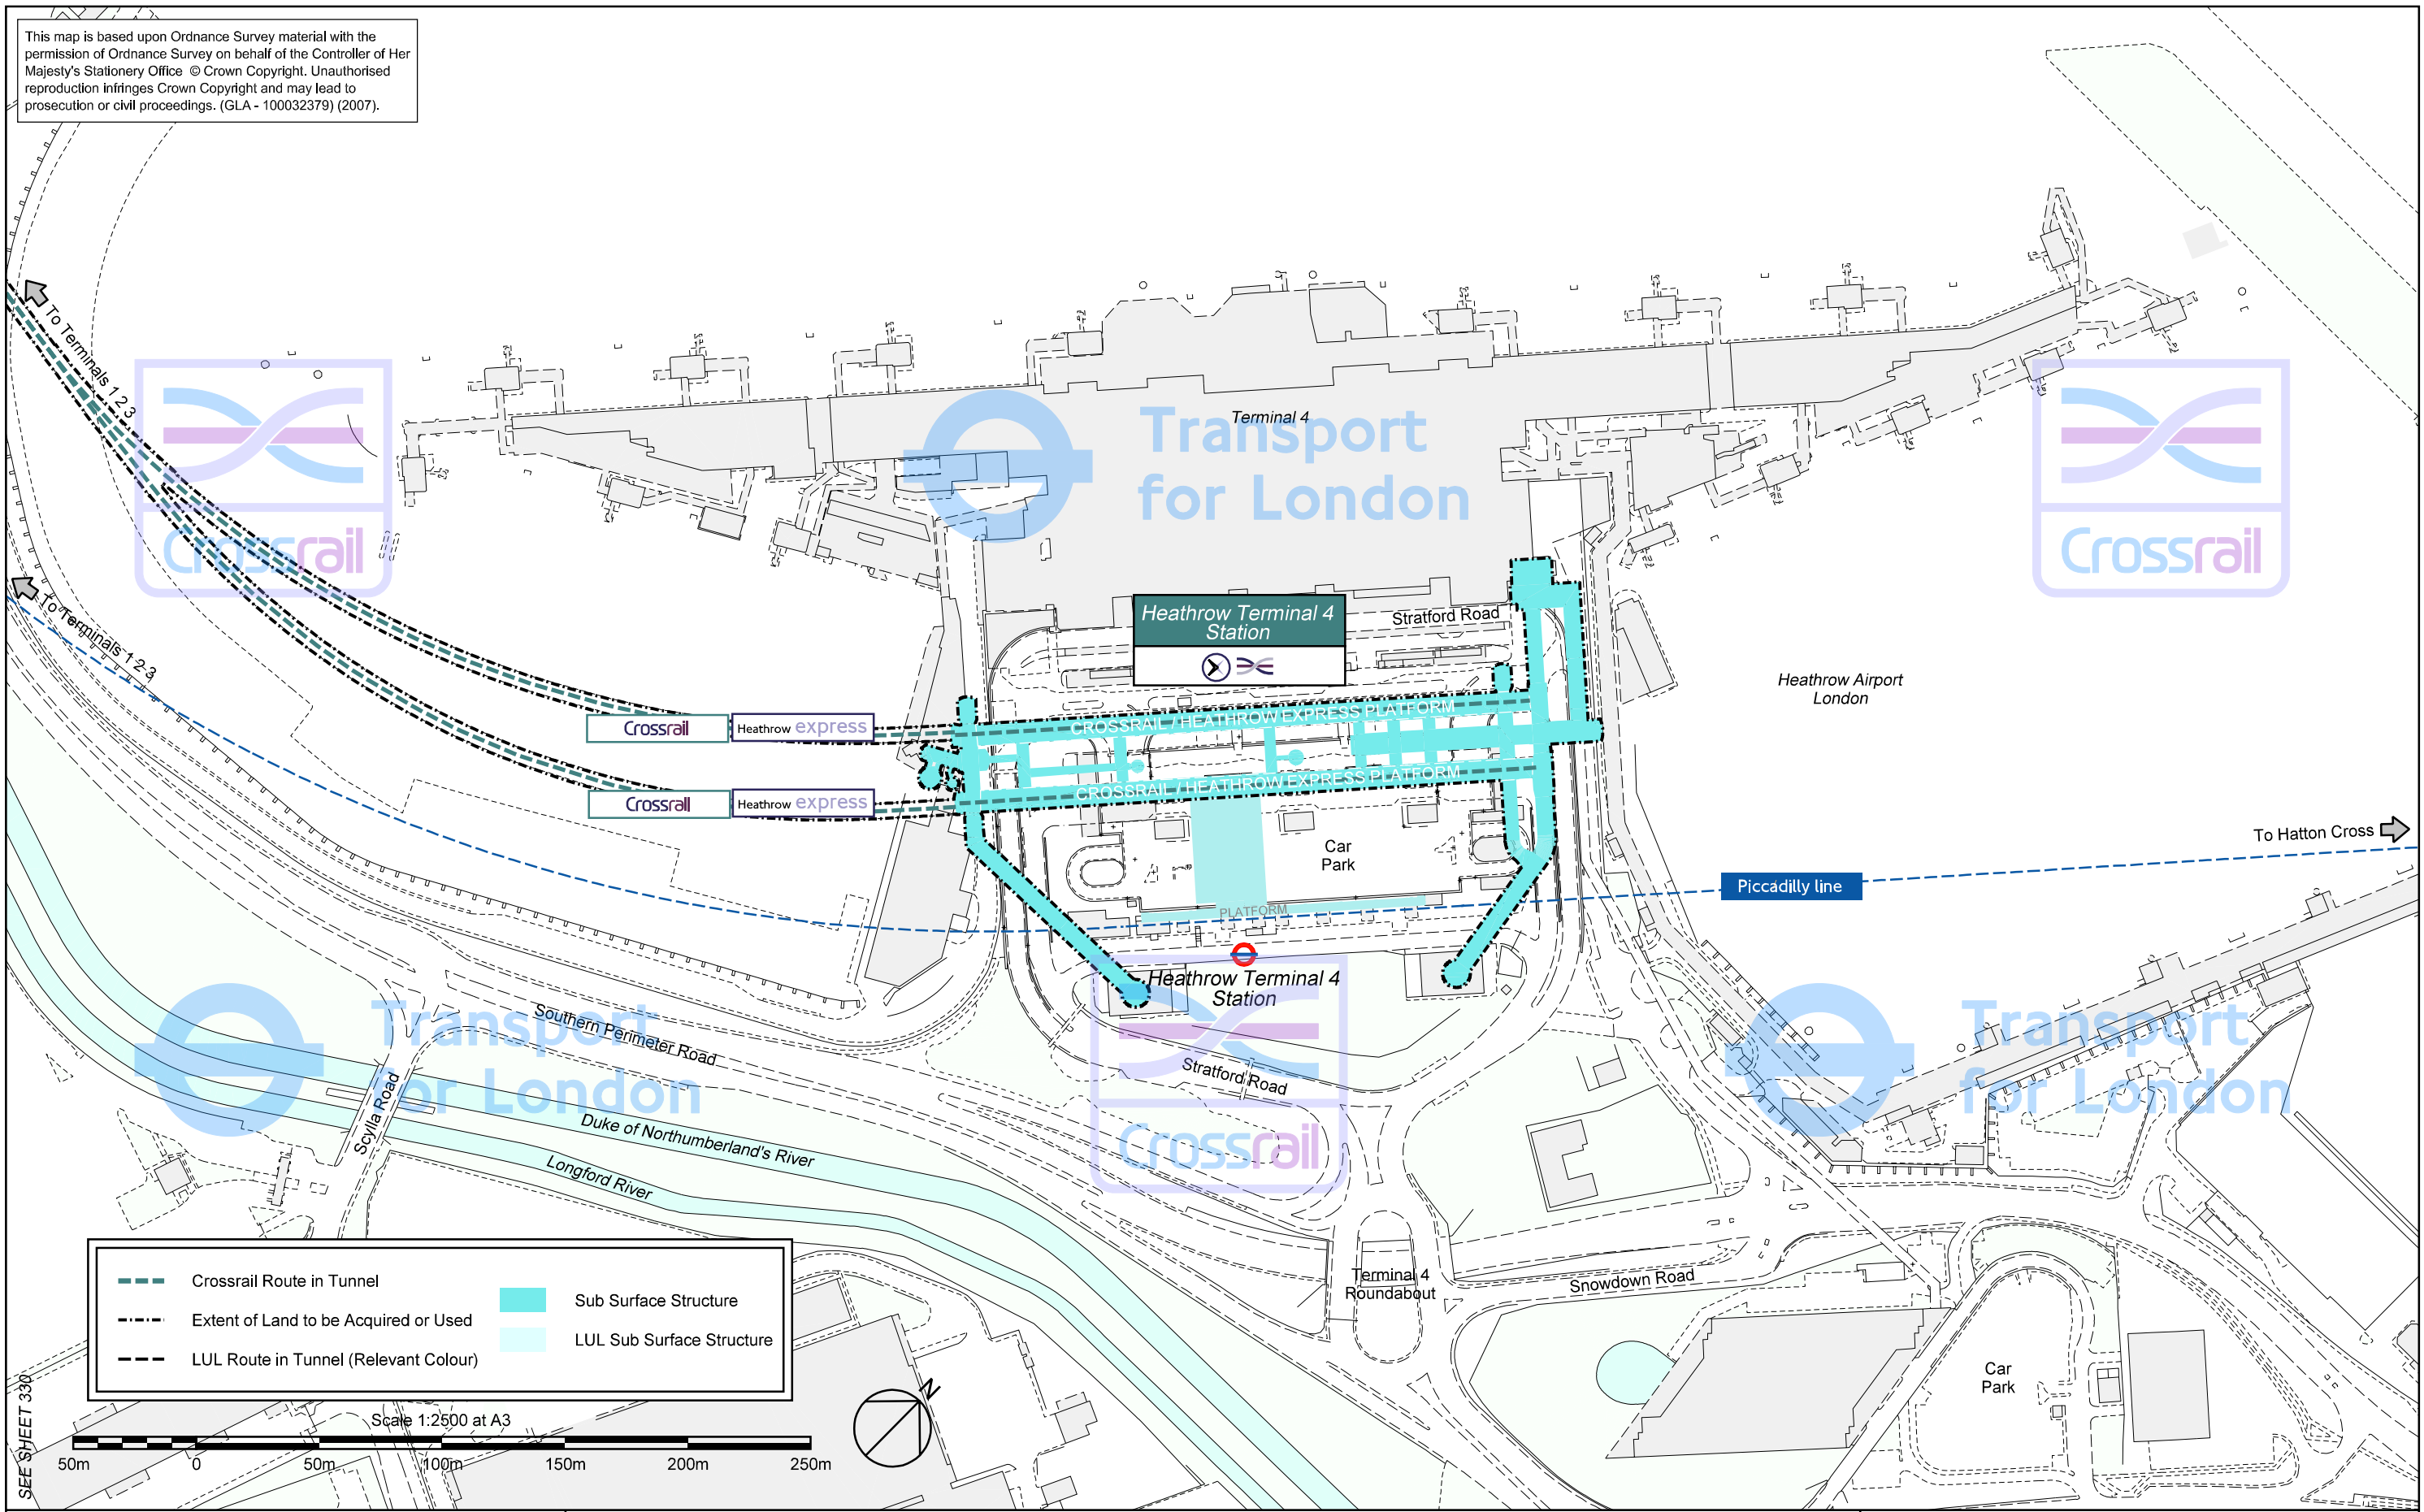 This map is based upon Ordnance Survey material with the
permission of Ordnance Survey on behalf of the Controller of Her
Majesty's Stationery Office © Crown Copyright. Unauthorised
reproduction infringes Crown Copyright and may lead to
prosecution or civil proceedings. (GLA - 100032379) (2007).
To Terminals 1 2 3
Crossrail
Transport
for London
Terminal 4
Crossrail
To Terminals 1 2 3
Heathrow Terminal 4
Station
Stratford Road
Heathrow Airport
London
Crossrail
Heathrow express
CROSSRAIL / HEATHROW EXPRESS PLATFORM
Crossrail
Heathrow express
CROSSRAIL / HEATHROW EXPRESS PLATFORM
Car
Park
To Hatton Cross
Piccadilly line
PLATFORM
Heathrow Terminal 4
Station
Transport
for London
Southern Perimeter Road
Stratford Road
Crossrail
Transport
for London
Scylla Road
Duke of Northumberland's River
Longford River
Terminal 4
Roundabout
Snowdown Road
Car
Park
Crossrail Route in Tunnel
Extent of Land to be Acquired or Used
LUL Route in Tunnel (Relevant Colour)
Sub Surface Structure
LUL Sub Surface Structure
SEE SHEET 330
Scale 1:2500 at A3
50m 0 50m 100m 150m 200m 250m
N